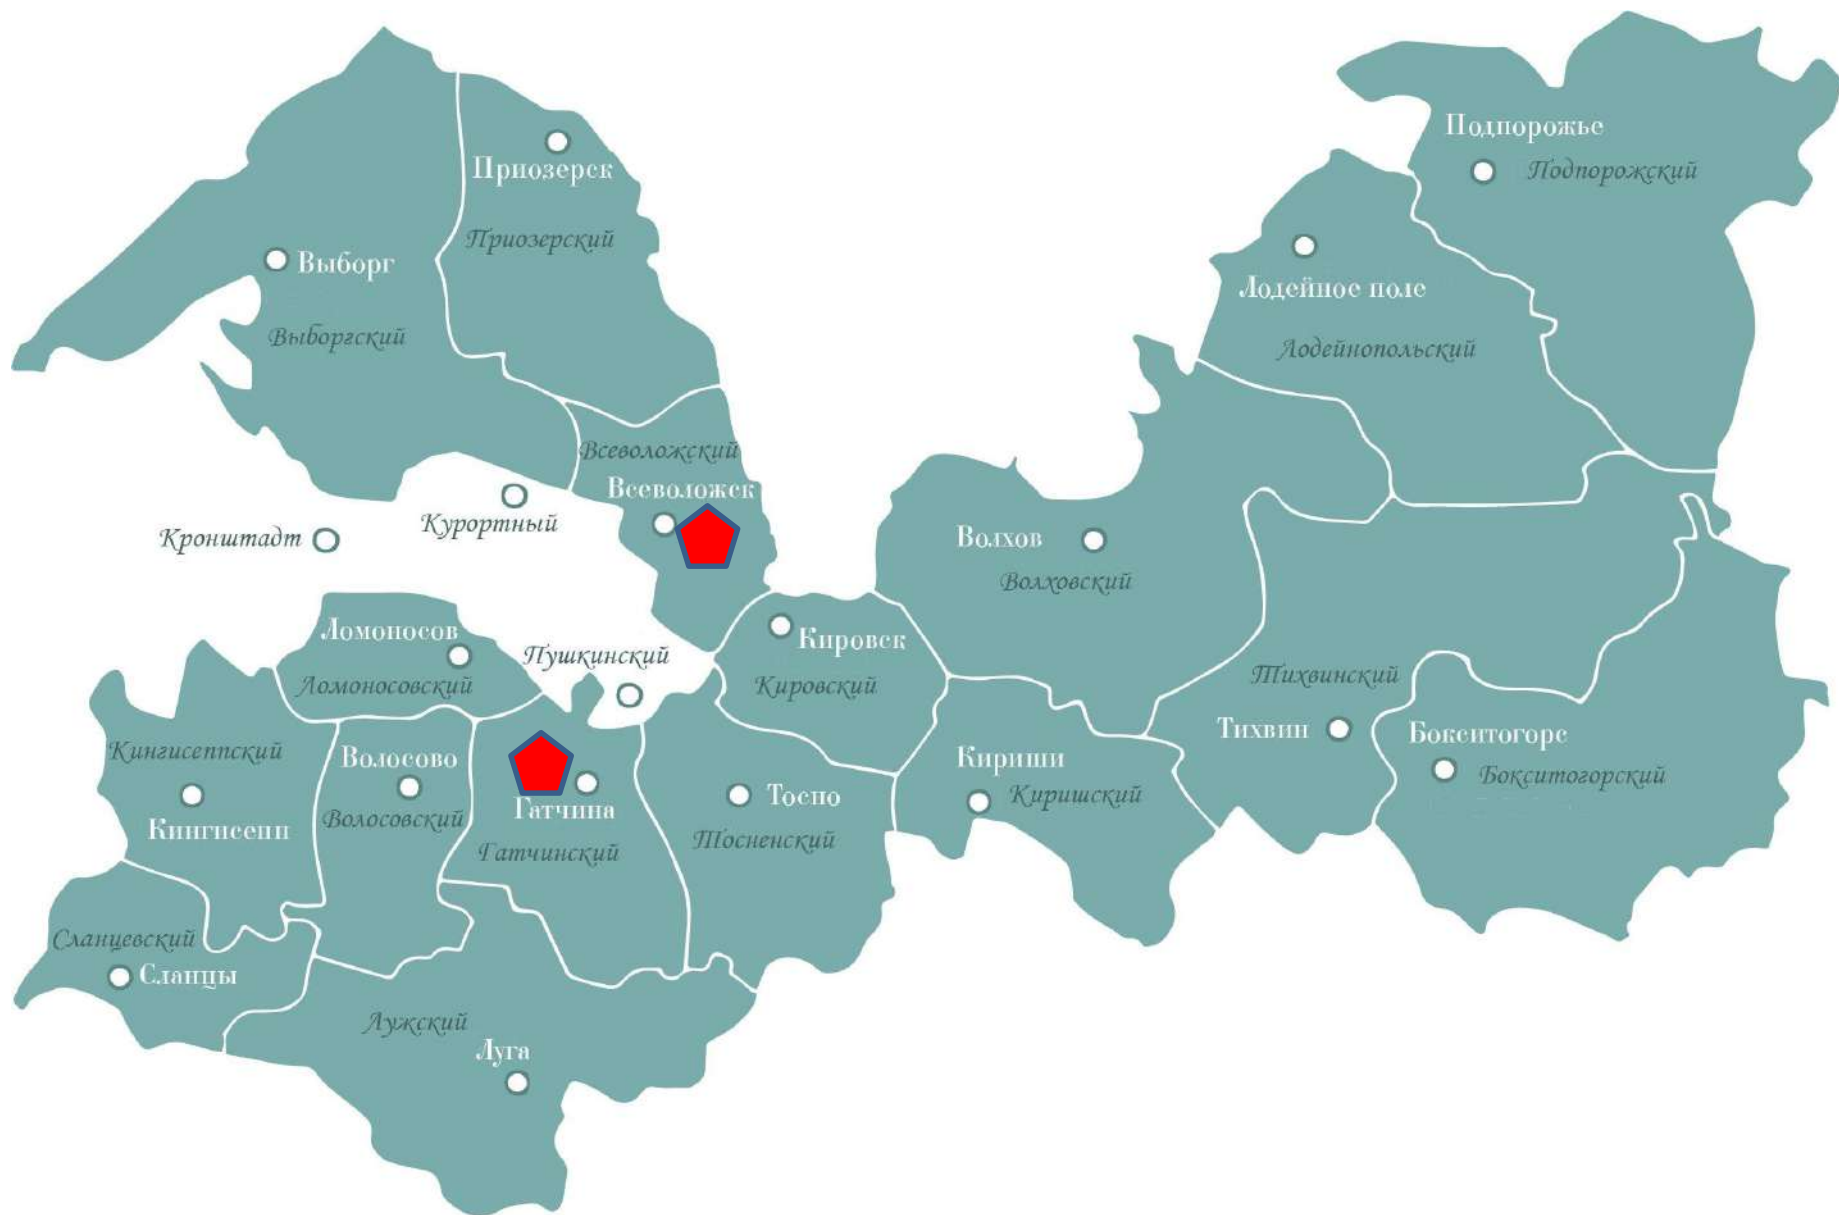 Подпорожье
Подпорожский
Приозерск
Приозерский
Выборг
Выборгский
Лодейное поле
Лодейнопольский
Всеволожский
Всеволожск
Курортный
Кронштадт
Волхов
Волховский
Ломоносов
Ломоносовский
Пушкинский
Кировск
Кировский
Тихвинский
Тихвин
Бокситогорс
Бокситогорский
Кингисеппский
Кингисепп
Волосово
Волосовский
Гатчина
Гатчинский
Тосно
Тосненский
Кириши
Киришский
Сланцевский
Сланцы
Лужский
Луга